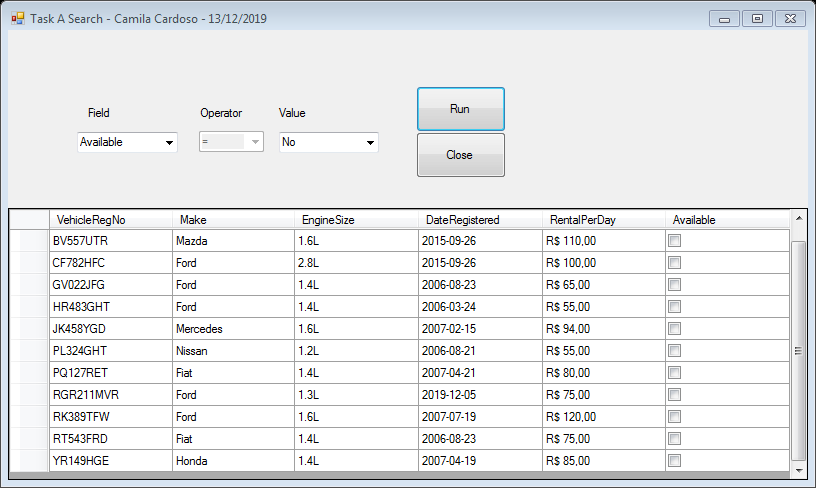 Task A Search - Camila Cardoso - 13/12/2019
Field Operator Value
Available = No
Run
Close
VehicleRegNo Make EngineSize DateRegistered RentalPerDay Available
BV557UTR Mazda 1.6L 2015-09-26 R$ 110,00
CF782HFC Ford 2.8L 2015-09-26 R$ 100,00
GV022JFG Ford 1.4L 2006-08-23 R$ 65,00
HR483GHT Ford 1.4L 2006-03-24 R$ 55,00
JK458YGD Mercedes 1.6L 2007-02-15 R$ 94,00
PL324GHT Nissan 1.2L 2006-08-21 R$ 55,00
PQ127RET Fiat 1.4L 2007-04-21 R$ 80,00
RGR211MVR Ford 1.3L 2019-12-05 R$ 75,00
RK389TFW Ford 1.6L 2007-07-19 R$ 120,00
RT543FRD Fiat 1.4L 2006-08-23 R$ 75,00
YR149HGE Honda 1.4L 2007-04-19 R$ 85,00